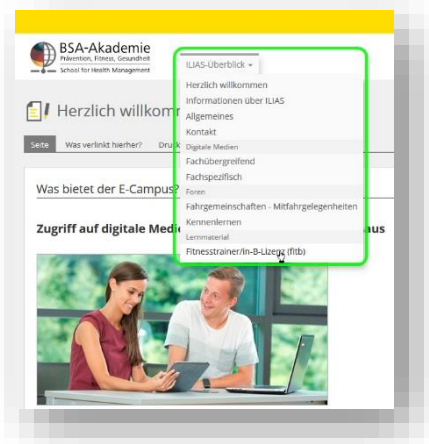 BSA-Akademie
Prävention, Fitness, Gesundheit
School for Health Management
ILIAS-Überblick
Herzlich willkommen
Informationen über ILIAS
Allgemeines
Kontakt
Digitale Medien
Fachübergreifend
Fachspezifisch
Foren
Fahrgemeinschaften - Mitfahrgelegenheiten
Kennenlernen
Lernmaterial
Fitnesstrainer/in-B-Lizenz (fitb)
Herzlich willkom
Seite Was verlinkt hierher? Druck
Was bietet der E-Campus?
Zugriff auf digitale Medi aus